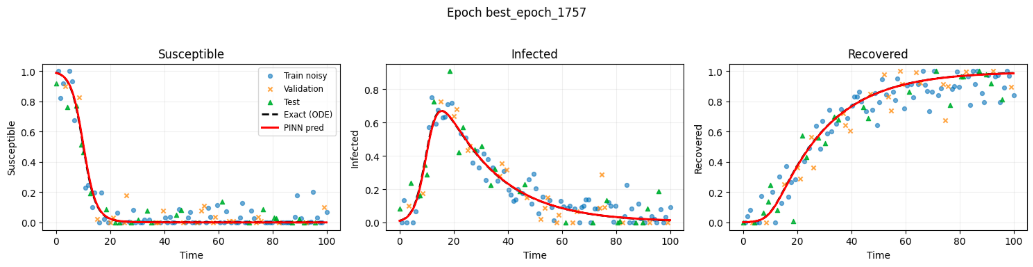 Epoch best_epoch_1757
Susceptible
Infected
Recovered
Susceptible
1.0
0.8
0.6
0.4
0.2
0.0
Train noisy
Validation
Test
Exact (ODE)
PINN pred
0 20 40 60 80 100
Time
Infected
0.8
0.6
0.4
0.2
0.0
0 20 40 60 80 100
Time
Recovered
1.0
0.8
0.6
0.4
0.2
0.0
0 20 40 60 80 100
Time